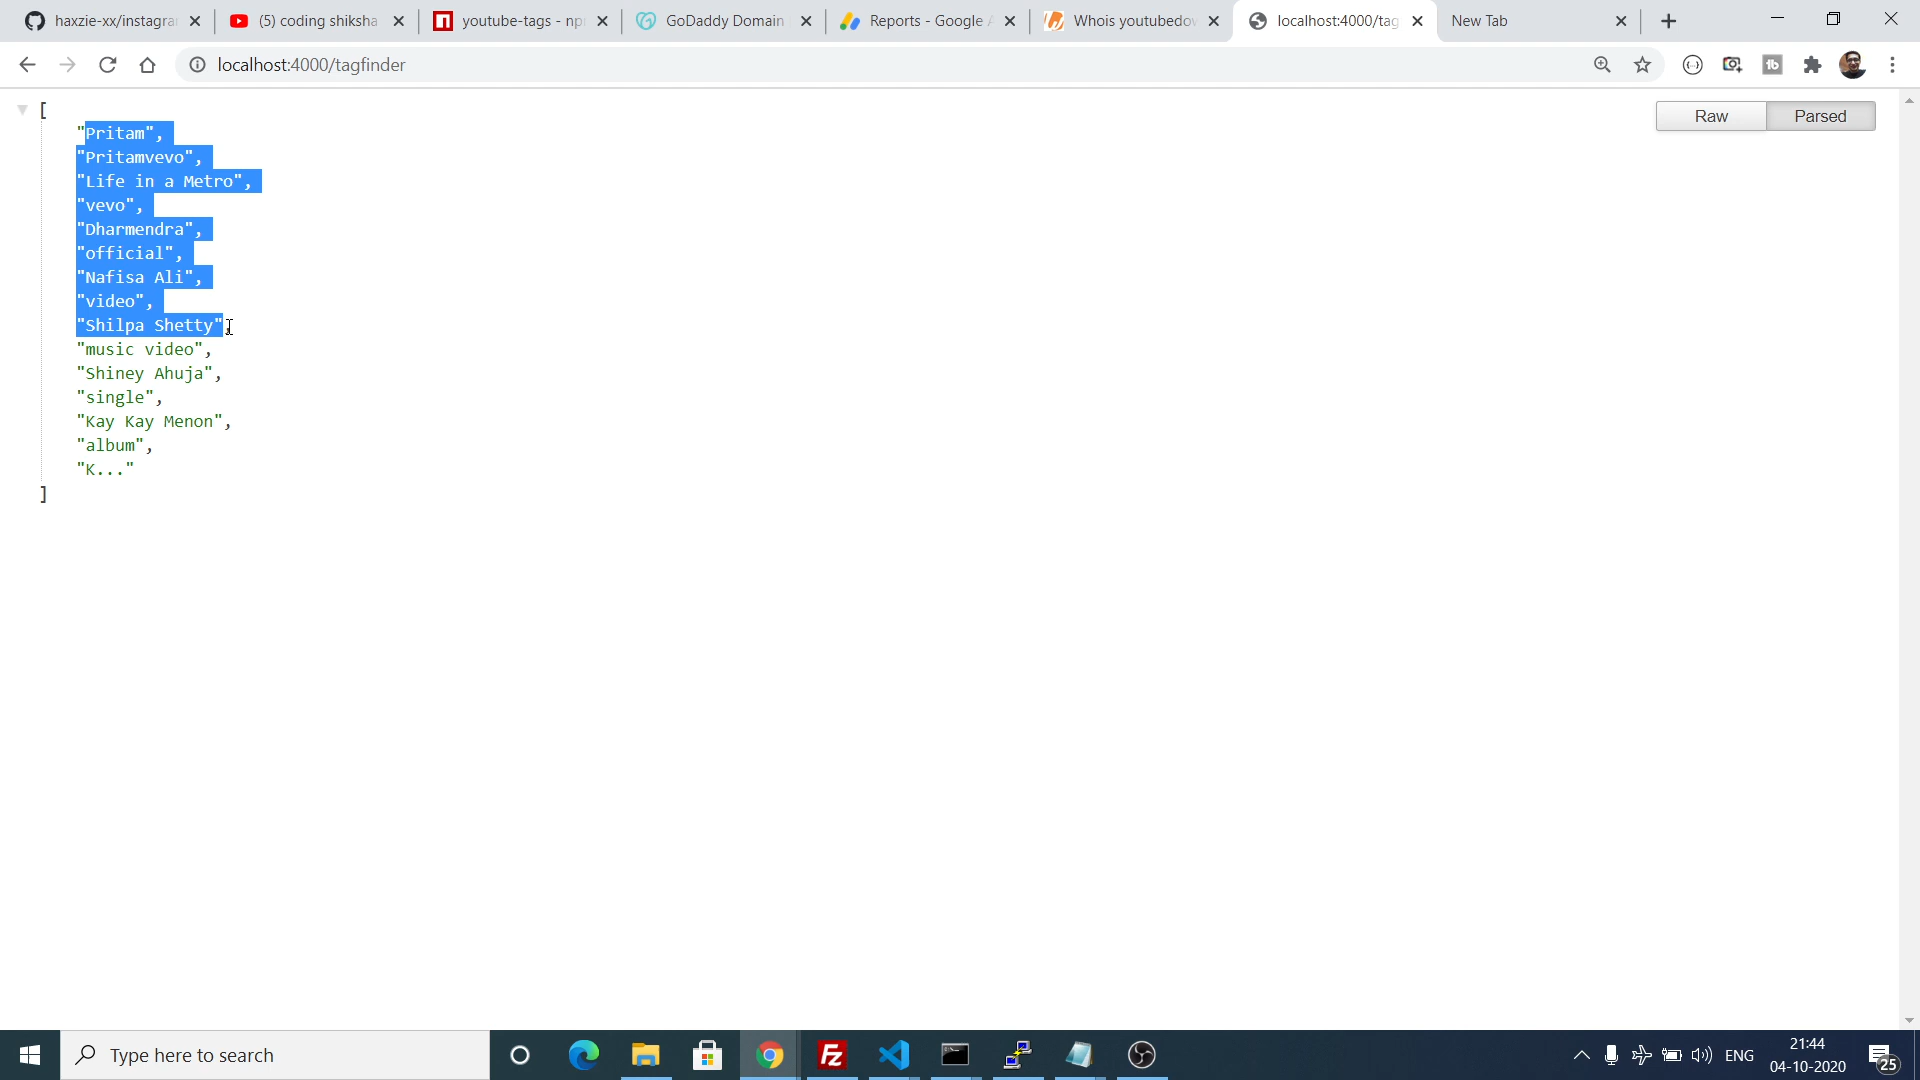 haxzie-xx/instagra
(5) coding shiksha
youtube-tags - np
GoDaddy Domain
Reports - Google A
Whois youtubedow
localhost:4000/tag
New Tab
localhost:4000/tagfinder
Raw
Parsed
[
"Pritam",
"Pritamvevo",
"Life in a Metro",
"vevo",
"Dharmendra",
"official",
"Nafisa Ali",
"video",
"Shilpa Shetty",
"music video",
"Shiney Ahuja",
"single",
"Kay Kay Menon",
"album",
"K..."
]
Type here to search
ENG
21:44
04-10-2020
25